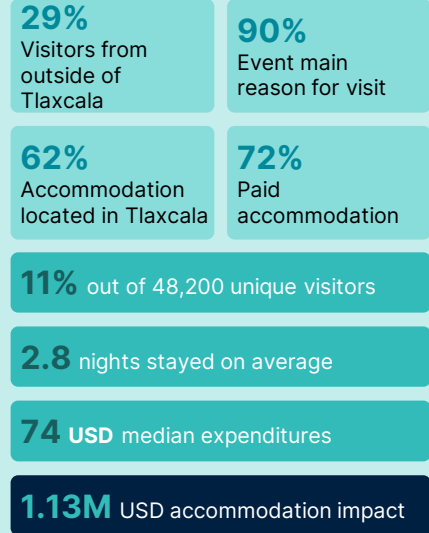 29%
Visitors from
outside of
Tlaxcala
90%
Event main
reason for visit
62%
Accommodation
located in Tlaxcala
72%
Paid
accommodation
11% out of 48,200 unique visitors
2.8 nights stayed on average
74 USD median expenditures
1.13M USD accommodation impact